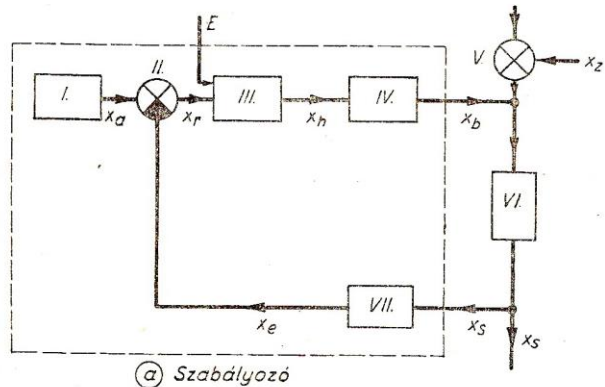 E
II.
V.
x_z
I.
III.
IV.
x_a
x_r
x_h
x_b
VI.
VII.
x_e
x_s
x_s
a Szabályozó